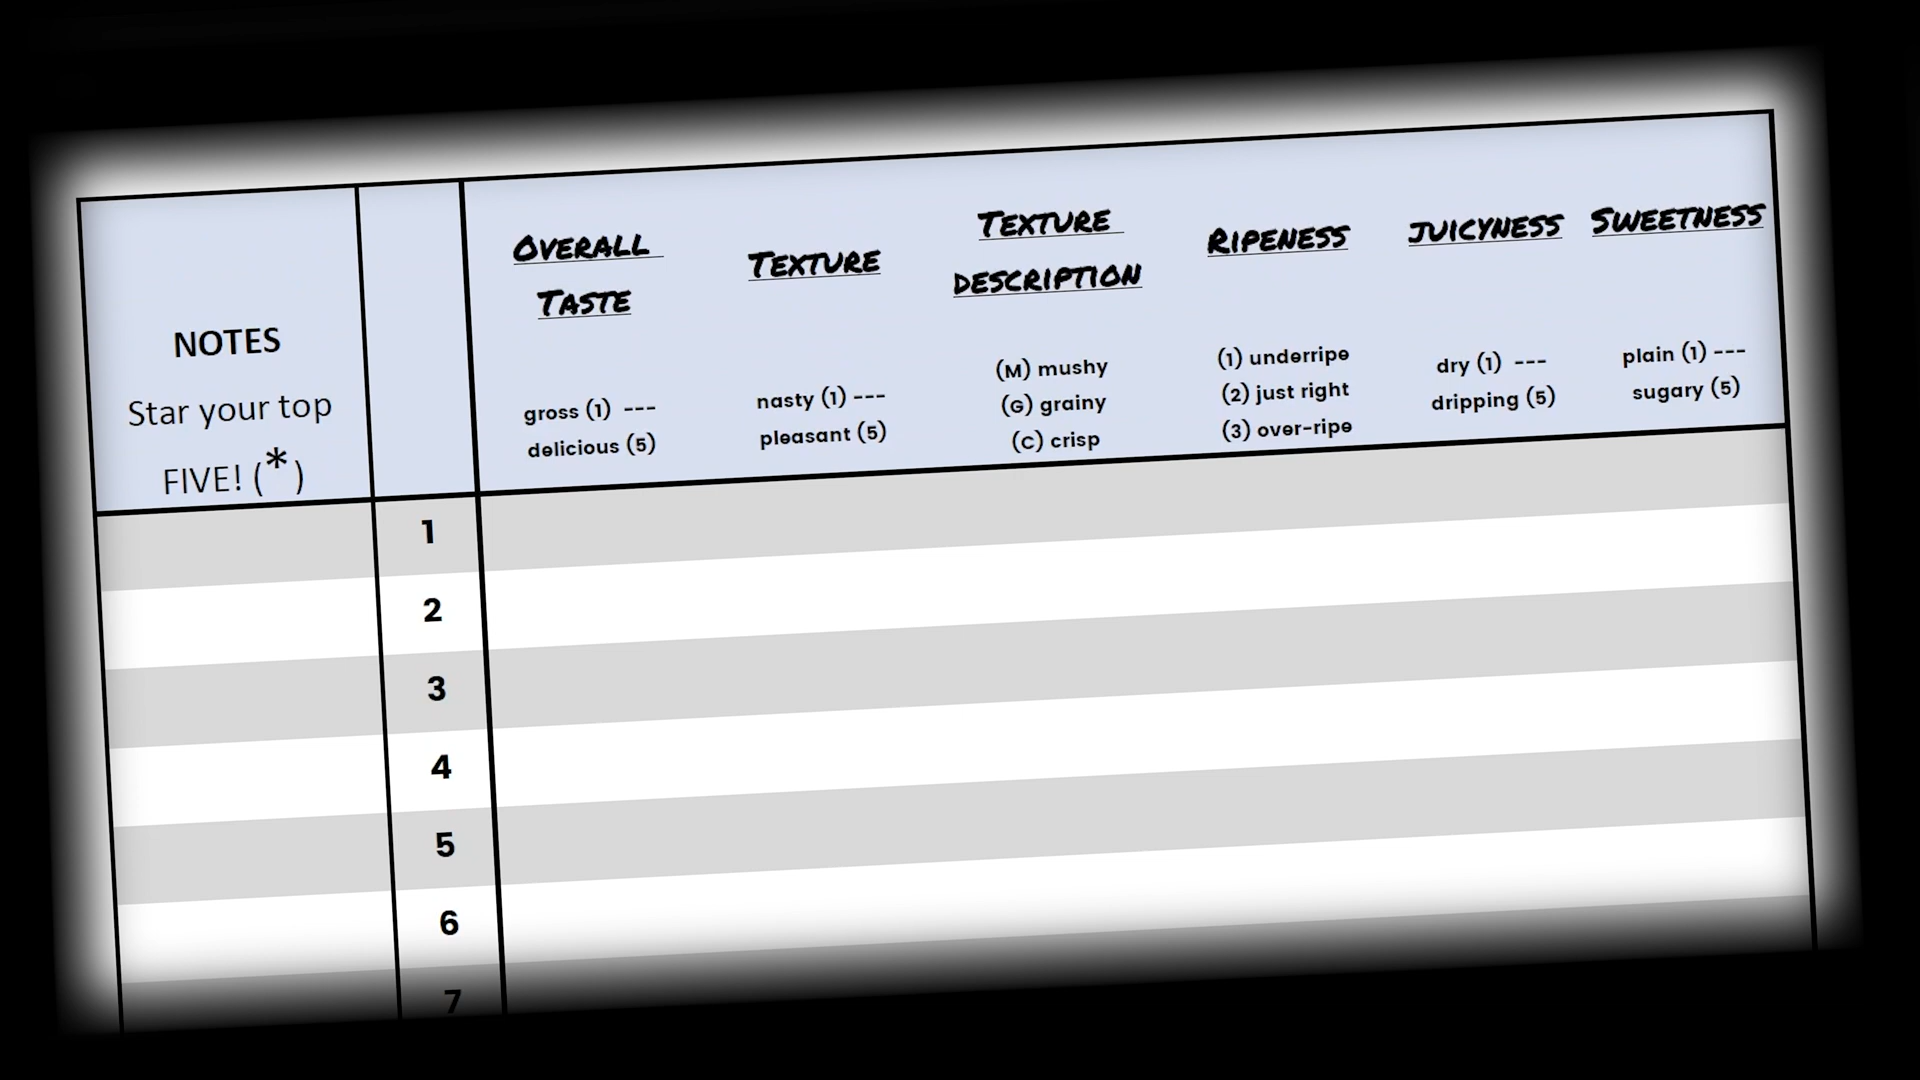 NOTES
Star your top
FIVE! (*)
OVERALL
TASTE
gross (1) ---
delicious (5)
TEXTURE
nasty (1) ---
pleasant (5)
TEXTURE
DESCRIPTION
(M) mushy
(G) grainy
(C) crisp
RIPENESS
(1) underripe
(2) just right
(3) over-ripe
JUICYNESS
dry (1) ---
dripping (5)
SWEETNESS
plain (1) ---
sugary (5)
1
2
3
4
5
6
7